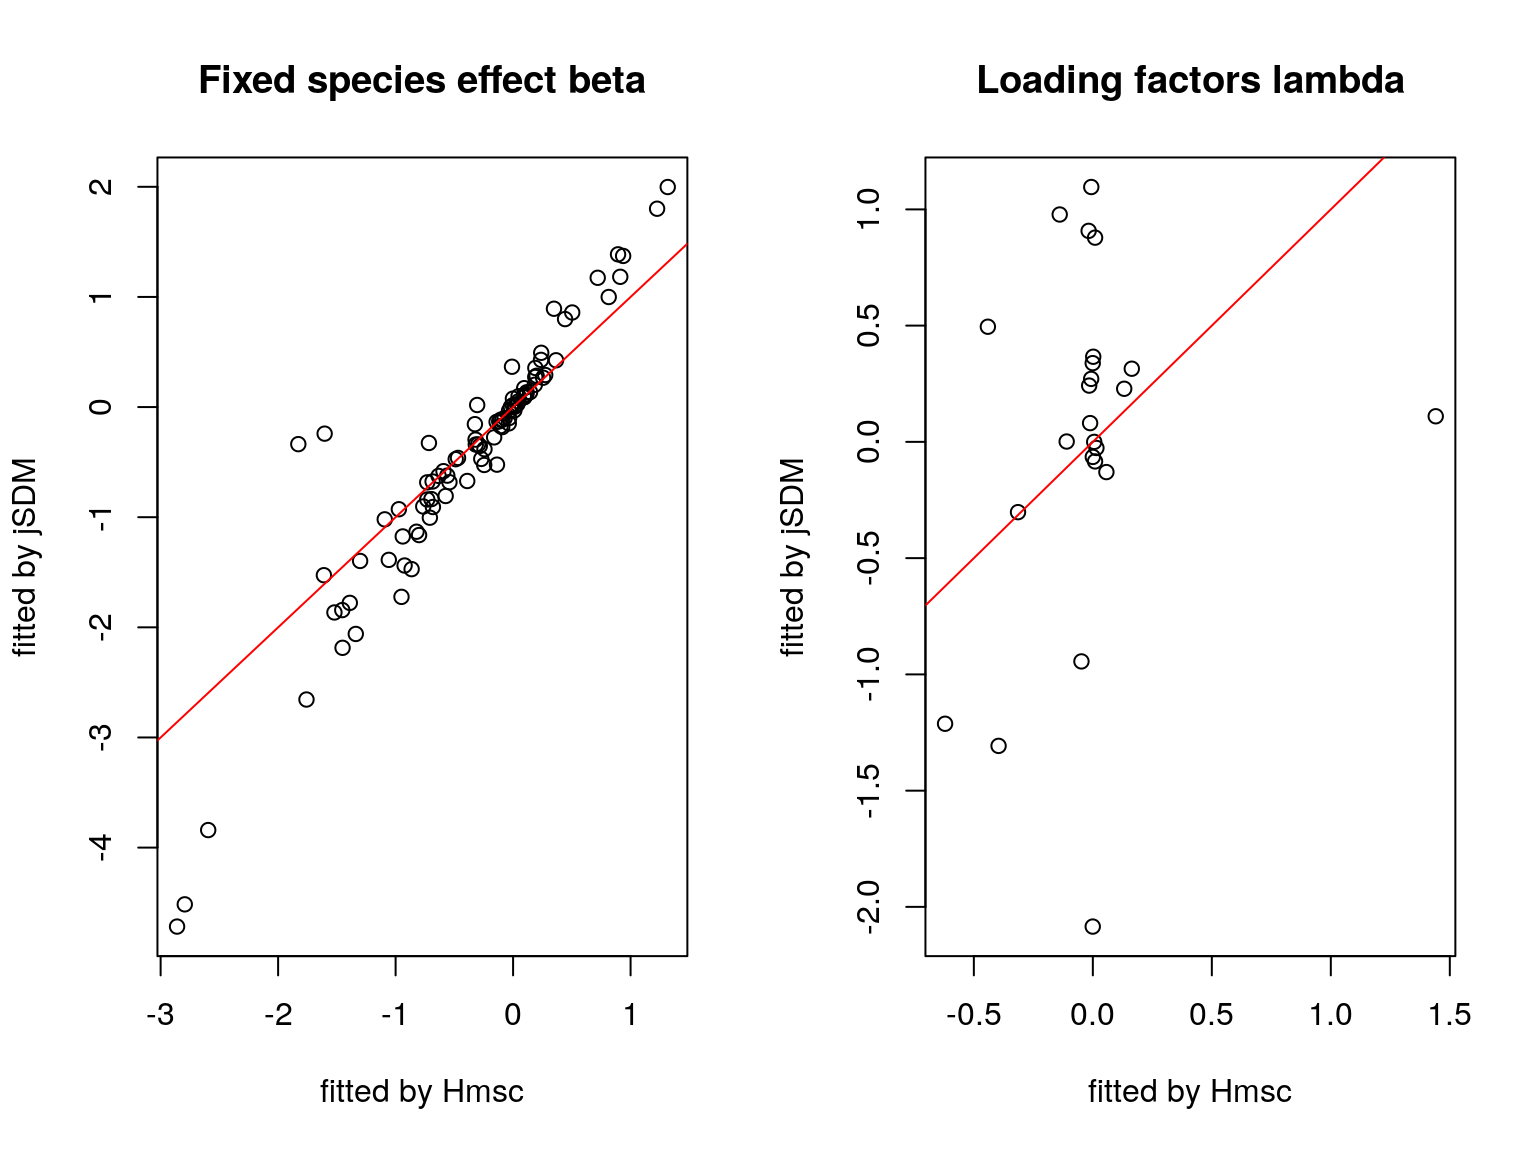 Fixed species effect beta
fitted by jSDM
2
1
0
-1
-2
-3
-4
-3 -2 -1 0 1
fitted by Hmsc
Loading factors lambda
fitted by jSDM
1.0
0.5
0.0
-0.5
-1.0
-1.5
-2.0
-0.5 0.0 0.5 1.0 1.5
fitted by Hmsc